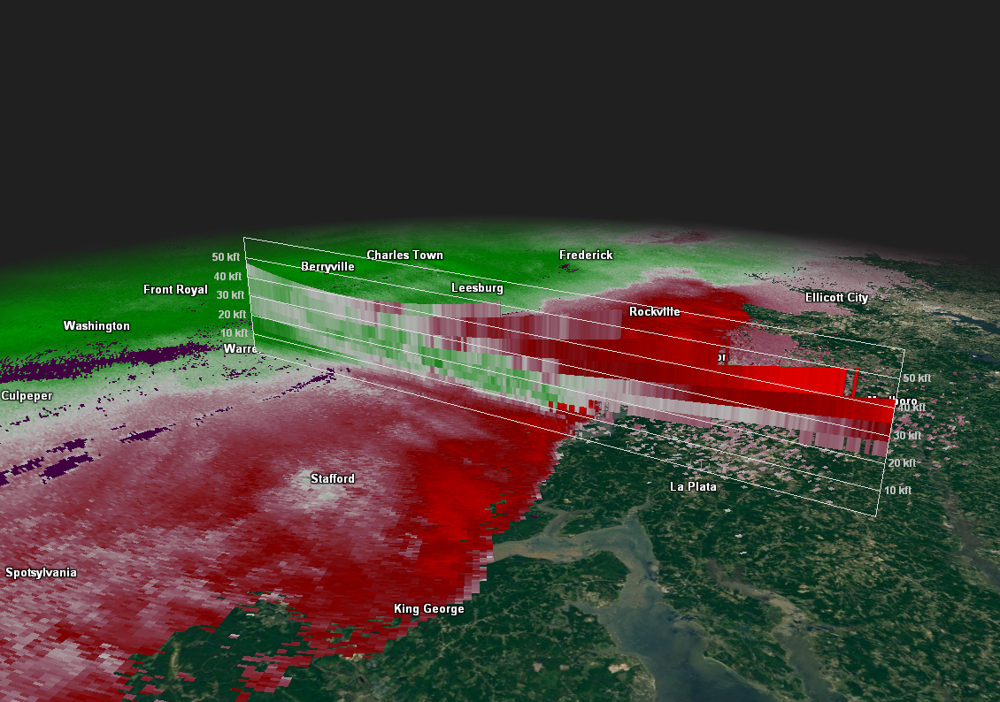 Charles Town
Frederick
50 kft
Berryville
40 kft
Front Royal
Leesburg
30 kft
Ellicott City
20 kft
Rockville
Washington
10 kft
50 kft
Culpeper
40 kft
30 kft
20 kft
Stafford
La Plata
10 kft
Spotsylvania
King George